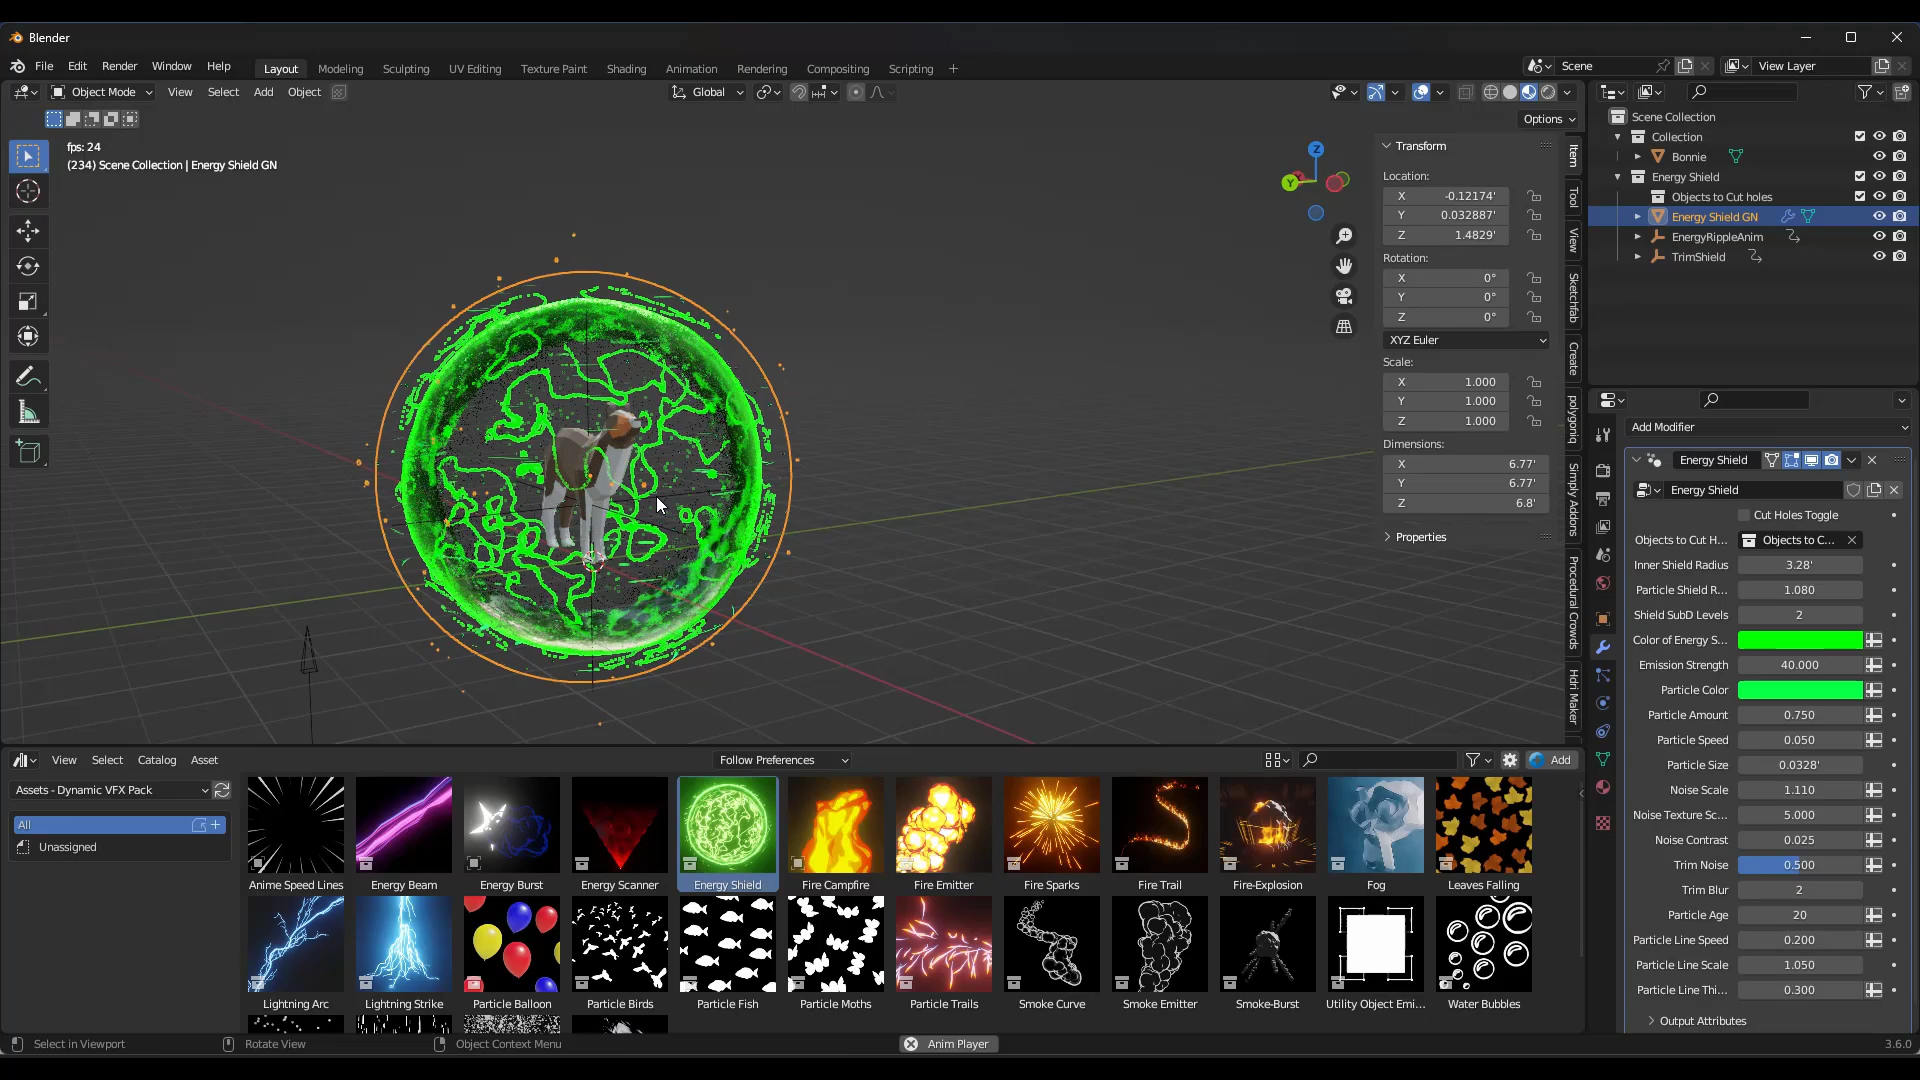 Blender
File Edit Render Window Help
Layout Modeling Sculpting UV Editing Texture Paint Shading Animation Rendering Compositing Scripting +
Scene
View Layer
Object Mode View Select Add Object
Global
Options
fps: 24
(234) Scene Collection | Energy Shield GN
Z
Y
Transform
Location:
X -0.12174'
Y 0.032887'
Z 1.4829'
Rotation:
X 0°
Y 0°
Z 0°
XYZ Euler
Scale:
X 1.000
Y 1.000
Z 1.000
Dimensions:
X 6.77'
Y 6.77'
Z 6.8'
Properties
Item
Tool
View
Sketchfab
Create
polygoniq
Simply Addons
Procedural Crowds
Hdri Maker
Scene Collection
Collection
Bonnie
Energy Shield
Objects to Cut holes
Energy Shield GN
EnergyRippleAnim
TrimShield
Add Modifier
Energy Shield
Energy Shield
Cut Holes Toggle
Objects to Cut H... Objects to C...
Inner Shield Radius 3.28'
Particle Shield R... 1.080
Shield SubD Levels 2
Color of Energy S...
Emission Strength 40.000
Particle Color
Particle Amount 0.750
Particle Speed 0.050
Particle Size 0.0328'
Noise Scale 1.110
Noise Texture Sc... 5.000
Noise Contrast 0.025
Trim Noise 0.500
Trim Blur 2
Particle Age 20
Particle Line Speed 0.200
Particle Line Scale 1.050
Particle Line Thi... 0.300
Output Attributes
View Select Catalog Asset
Follow Preferences
Add
Assets - Dynamic VFX Pack
All
Unassigned
Anime Speed Lines Energy Beam Energy Burst Energy Scanner Energy Shield Fire Campfire Fire Emitter Fire Sparks Fire Trail Fire-Explosion Fog Leaves Falling
Lightning Arc Lightning Strike Particle Balloon Particle Birds Particle Fish Particle Moths Particle Trails Smoke Curve Smoke Emitter Smoke-Burst Utility Object Emi... Water Bubbles
Select in Viewport Rotate View Object Context Menu
Anim Player
3.6.0